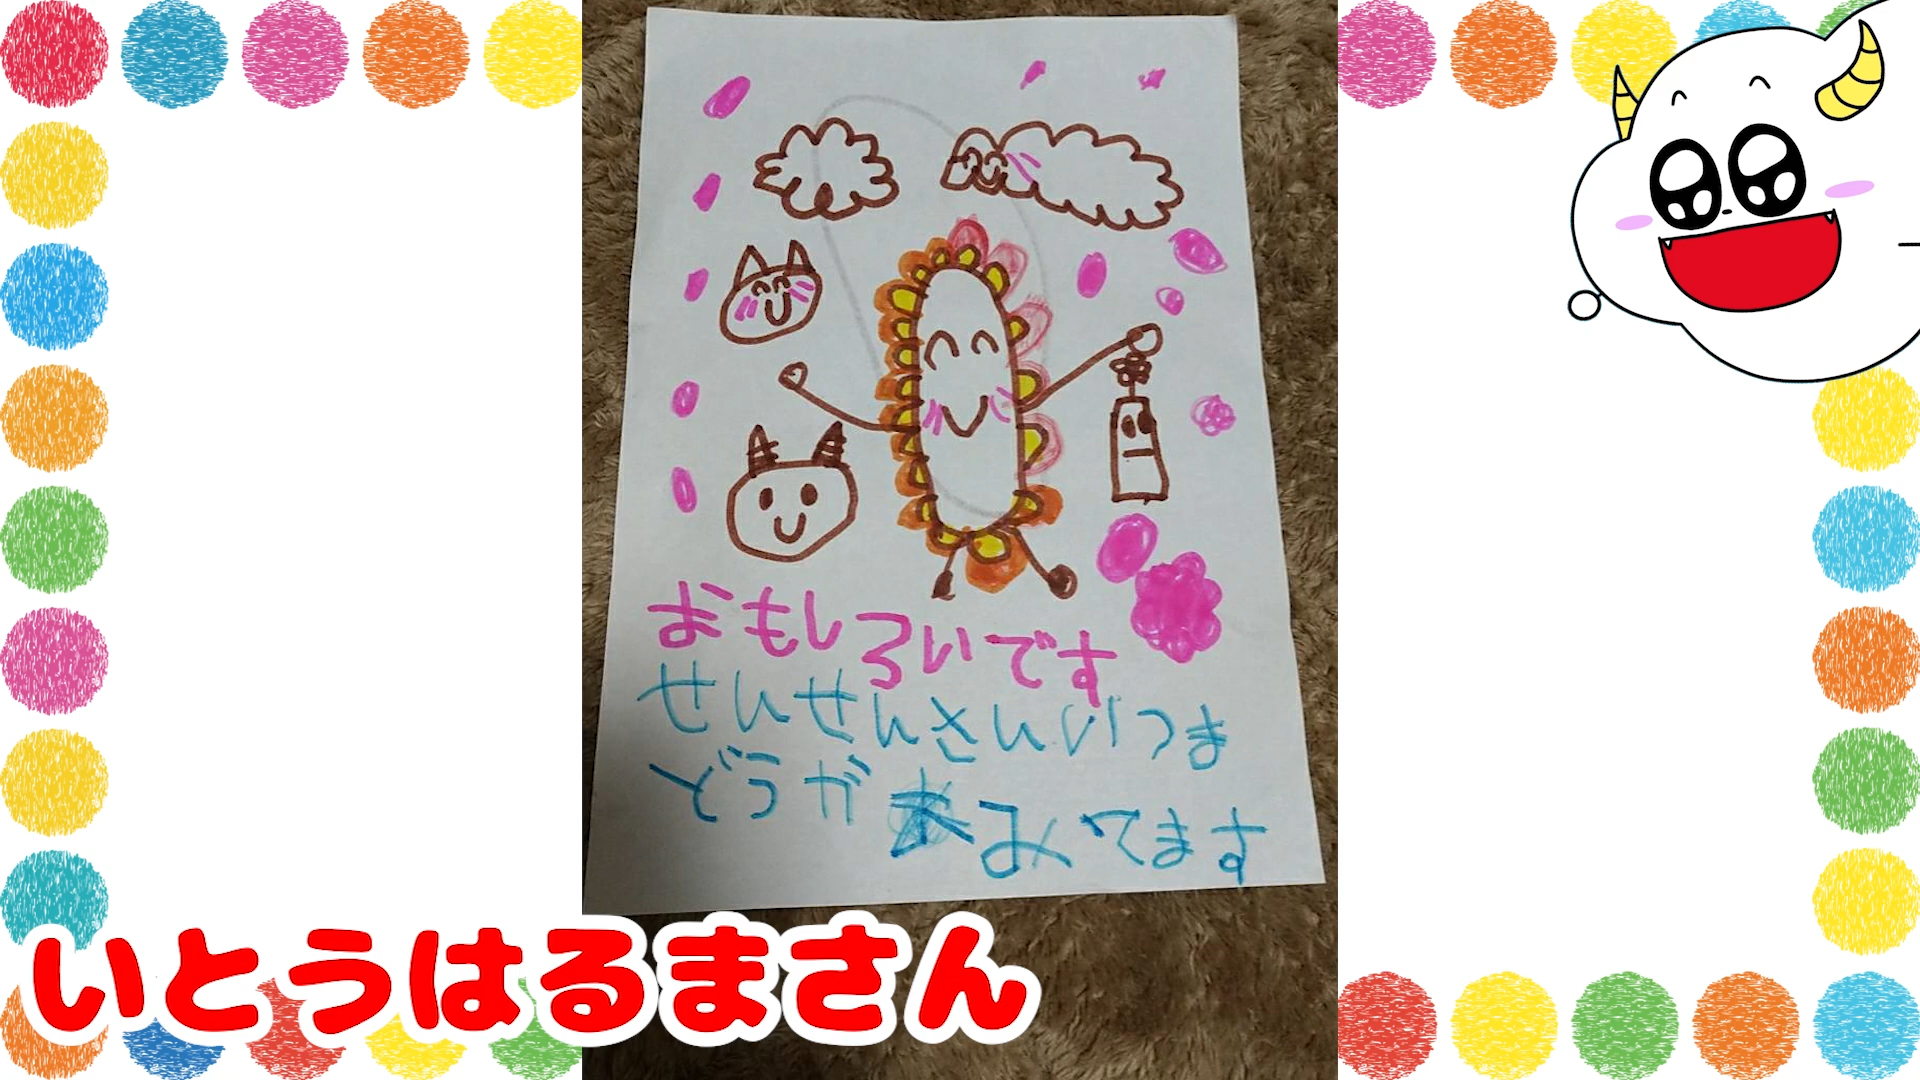 おもしろいです
せんせんさんいつま
どうがみてます
いとうはるまさん